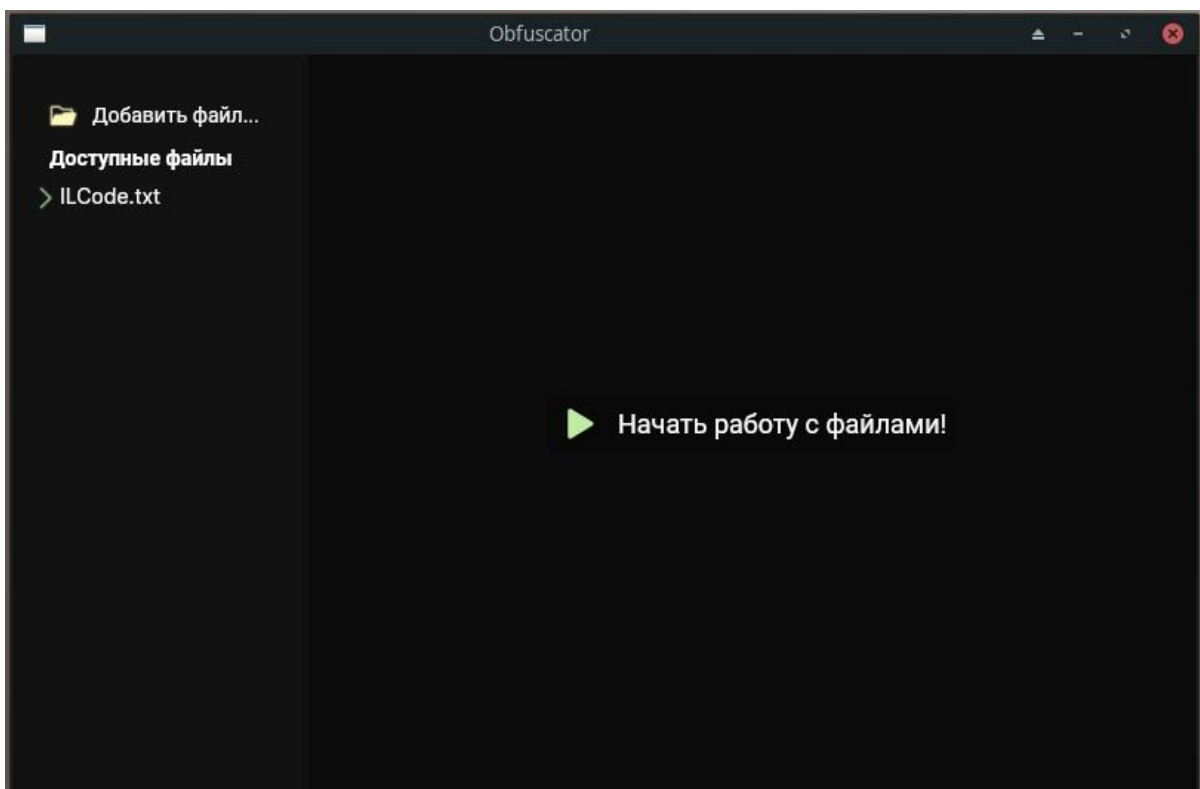 Obfuscator
Добавить файл...
Доступные файлы
ILCode.txt
Начать работу с файлами!